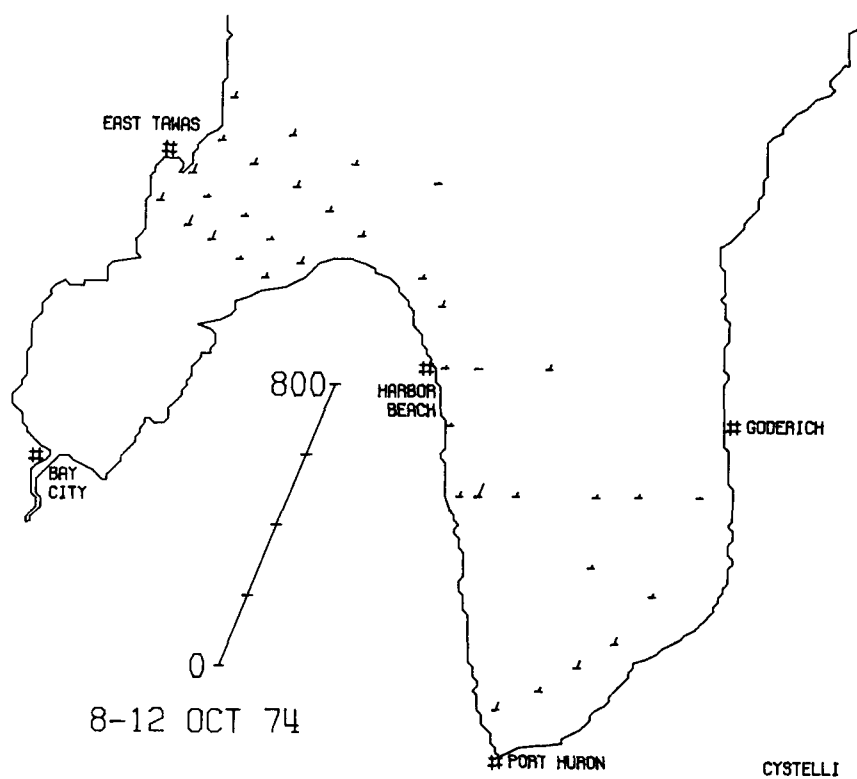 EAST TAWAS
800
HARBOR
BEACH
GODERICH
BAY
CITY
0
8-12 OCT 74
PORT HURON
CYSTELLI